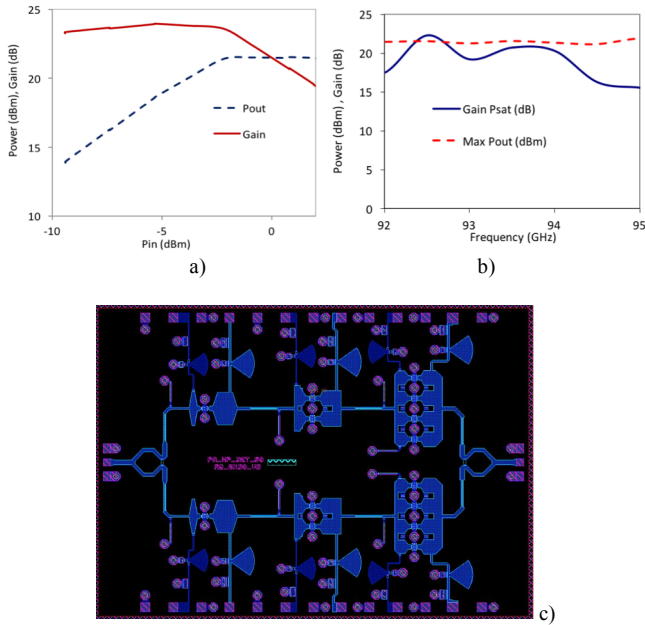 30
25
20
15
10
Power (dBm), Gain (dB)
Pout
Gain
-10
-5
0
Pin (dBm)
a)
25
20
15
10
5
0
Power (dBm) , Gain (dB)
Gain Psat (dB)
Max Pout (dBm)
92
93
94
95
Frequency (GHz)
b)
c)